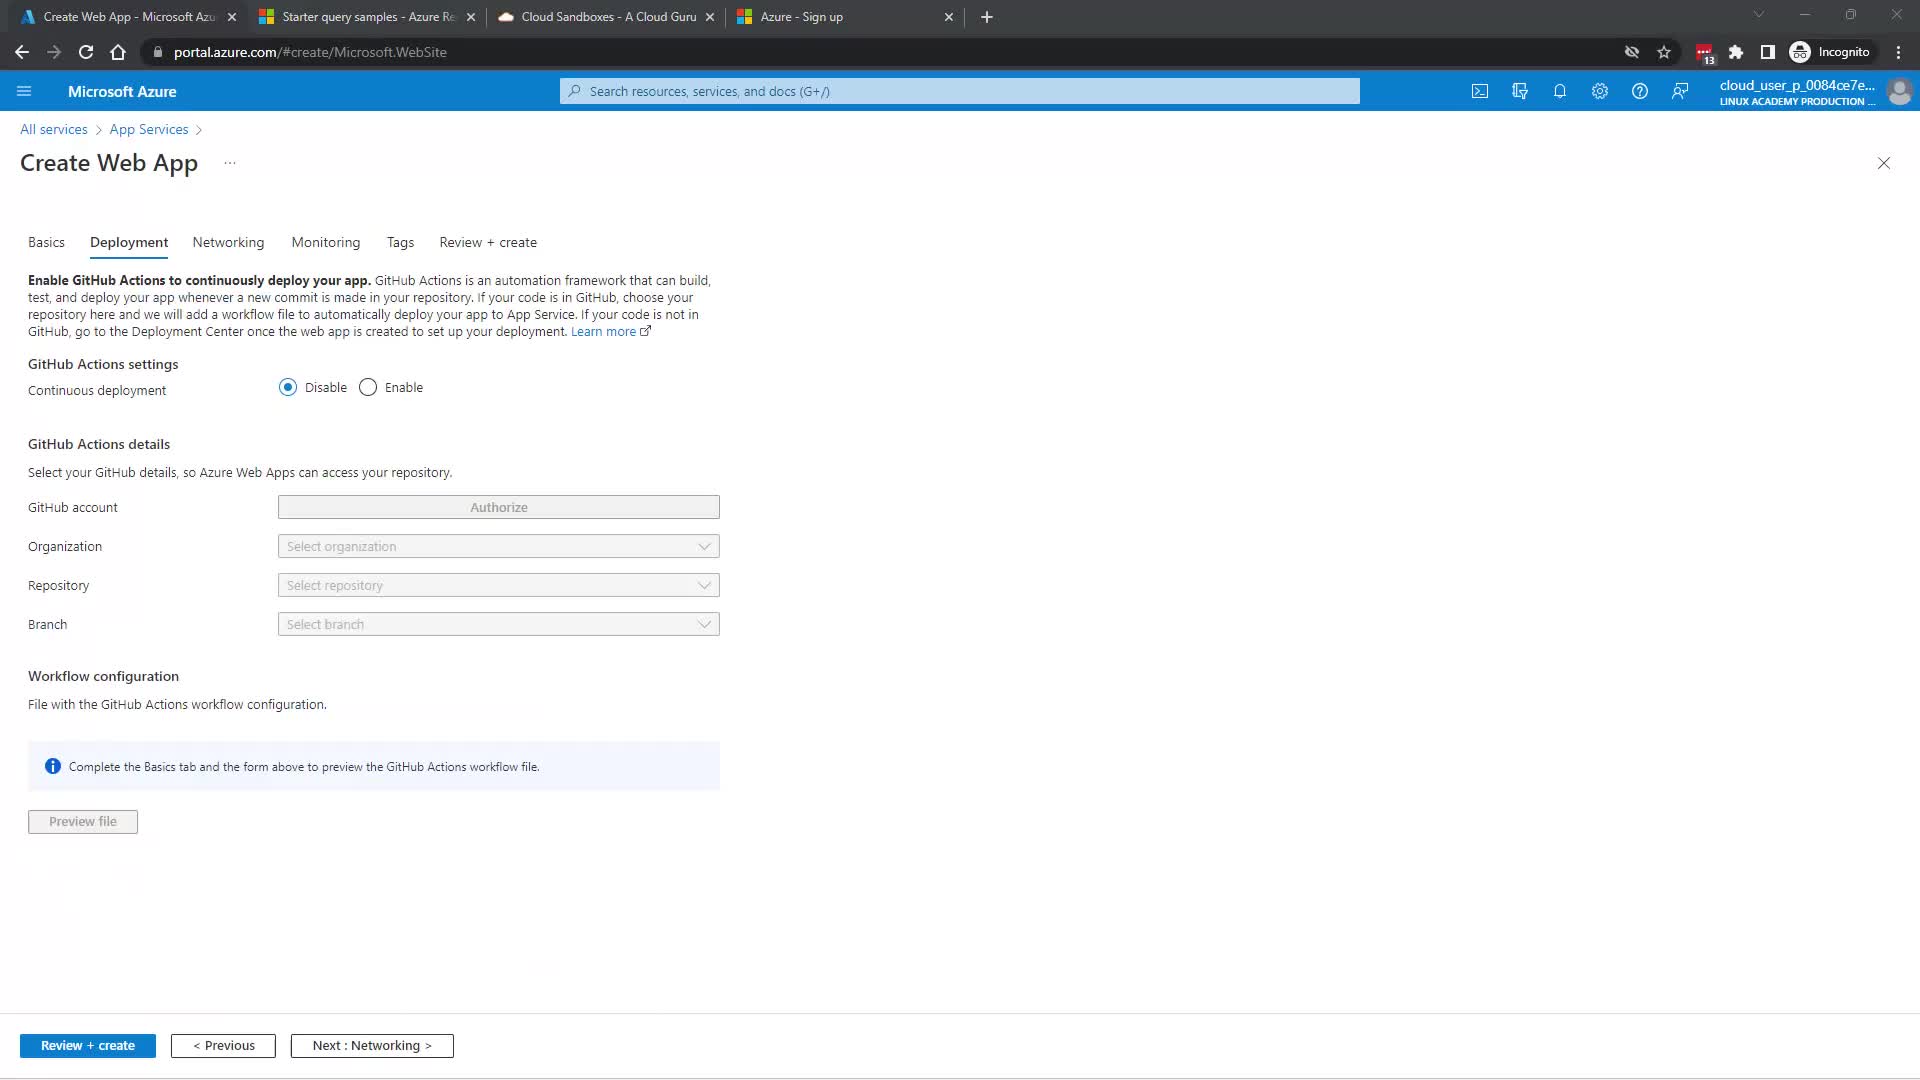 Create Web App - Microsoft Azu
Starter query samples - Azure Re
Cloud Sandboxes - A Cloud Guru
Azure - Sign up
portal.azure.com/#create/Microsoft.WebSite
13
Incognito
Microsoft Azure
Search resources, services, and docs (G+/)
cloud_user_p_0084ce7e...
LINUX ACADEMY PRODUCTION ...
All services > App Services >
Create Web App ...
Basics
Deployment
Networking
Monitoring
Tags
Review + create
Enable GitHub Actions to continuously deploy your app. GitHub Actions is an automation framework that can build,
test, and deploy your app whenever a new commit is made in your repository. If your code is in GitHub, choose your
repository here and we will add a workflow file to automatically deploy your app to App Service. If your code is not in
GitHub, go to the Deployment Center once the web app is created to set up your deployment. Learn more
GitHub Actions settings
Continuous deployment
Disable
Enable
GitHub Actions details
Select your GitHub details, so Azure Web Apps can access your repository.
GitHub account
Authorize
Organization
Select organization
Repository
Select repository
Branch
Select branch
Workflow configuration
File with the GitHub Actions workflow configuration.
Complete the Basics tab and the form above to preview the GitHub Actions workflow file.
Preview file
Review + create
< Previous
Next : Networking >